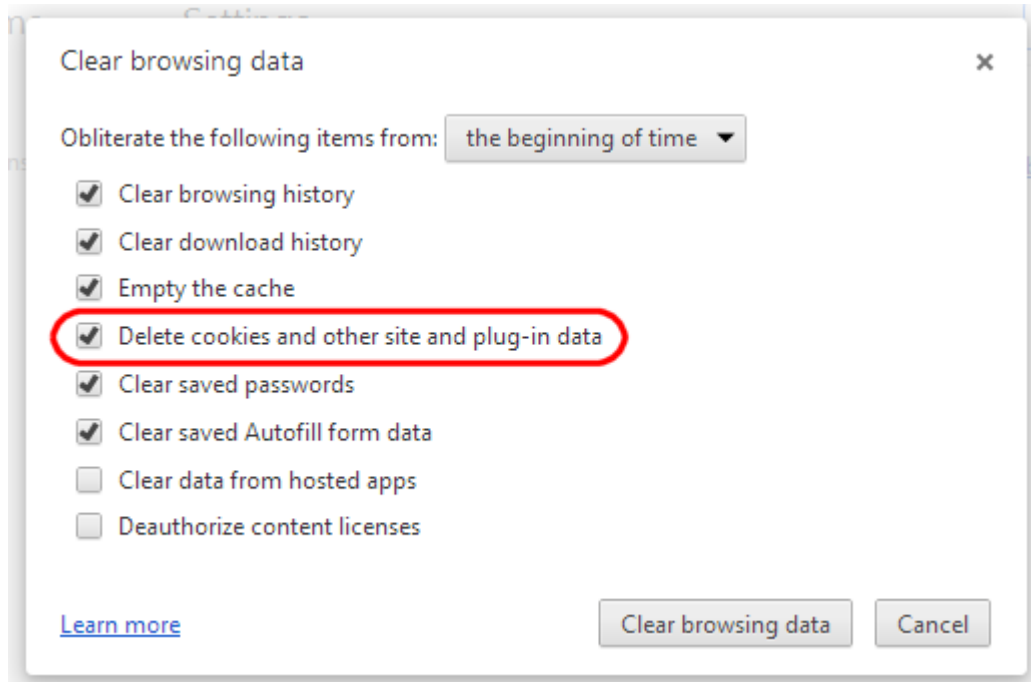 Settings
Clear browsing data
Obliterate the following items from: the beginning of time
Clear browsing history
Clear download history
Empty the cache
Delete cookies and other site and plug-in data
Clear saved passwords
Clear saved Autofill form data
Clear data from hosted apps
Deauthorize content licenses
Learn more Clear browsing data Cancel